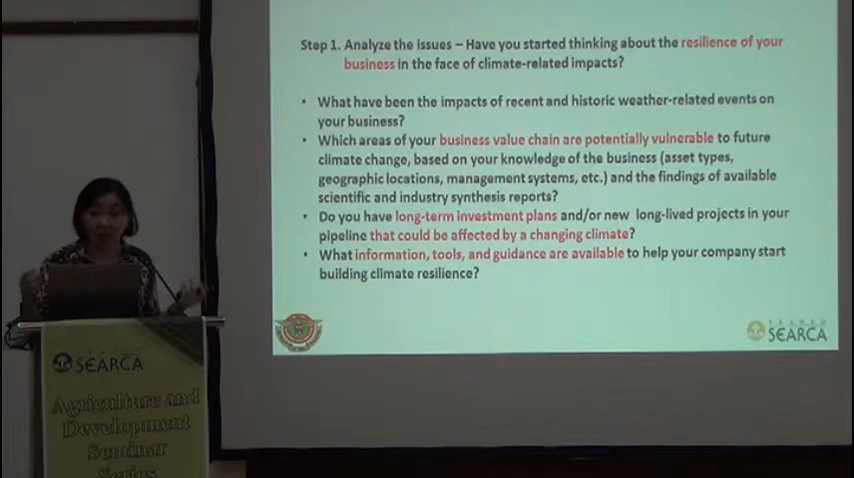 Step 1. Analyze the issues – Have you started thinking about the resilience of your
business in the face of climate-related impacts?
• What have been the impacts of recent and historic weather-related events on
your business?
• Which areas of your business value chain are potentially vulnerable to future
climate change, based on your knowledge of the business (asset types,
geographic locations, management systems, etc.) and the findings of available
scientific and industry synthesis reports?
• Do you have long-term investment plans and/or new long-lived projects in your
pipeline that could be affected by a changing climate?
• What information, tools, and guidance are available to help your company start
building climate resilience?
SEARCA
SEARCA
Agriculture and
Development
Seminar
Series